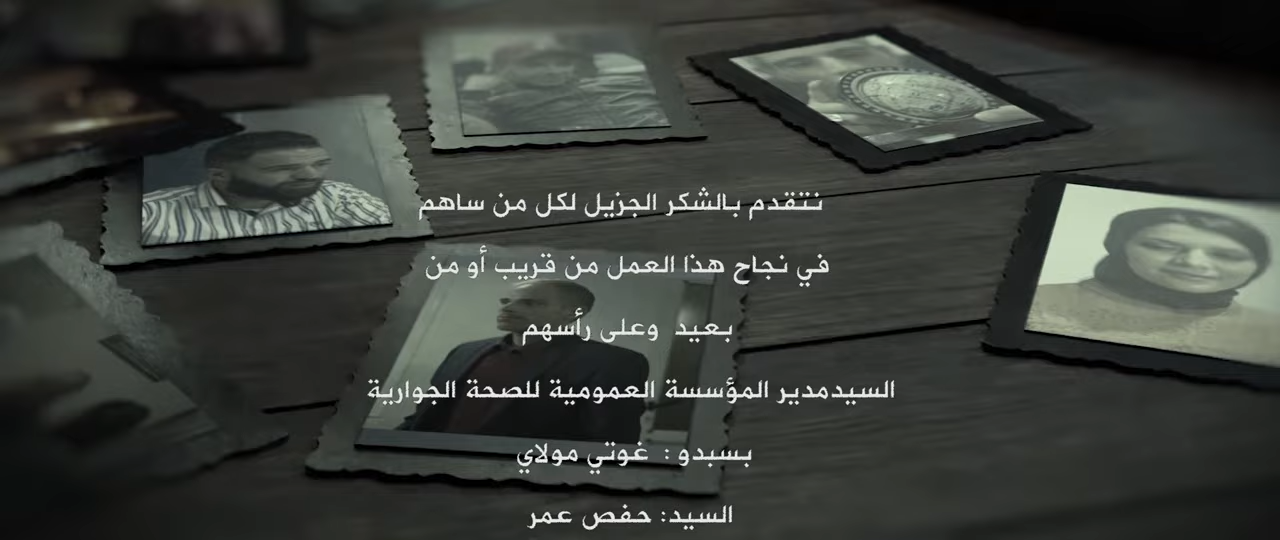 نتقدم بالشكر الجزيل لكل من ساهم
في نجاح هذا العمل من قريب أو من
بعيد وعلى رأسهم
السيدمدير المؤسسة العمومية للصحة الجوارية
بسبدو : غوتي مولاي
السيد: حفص عمر